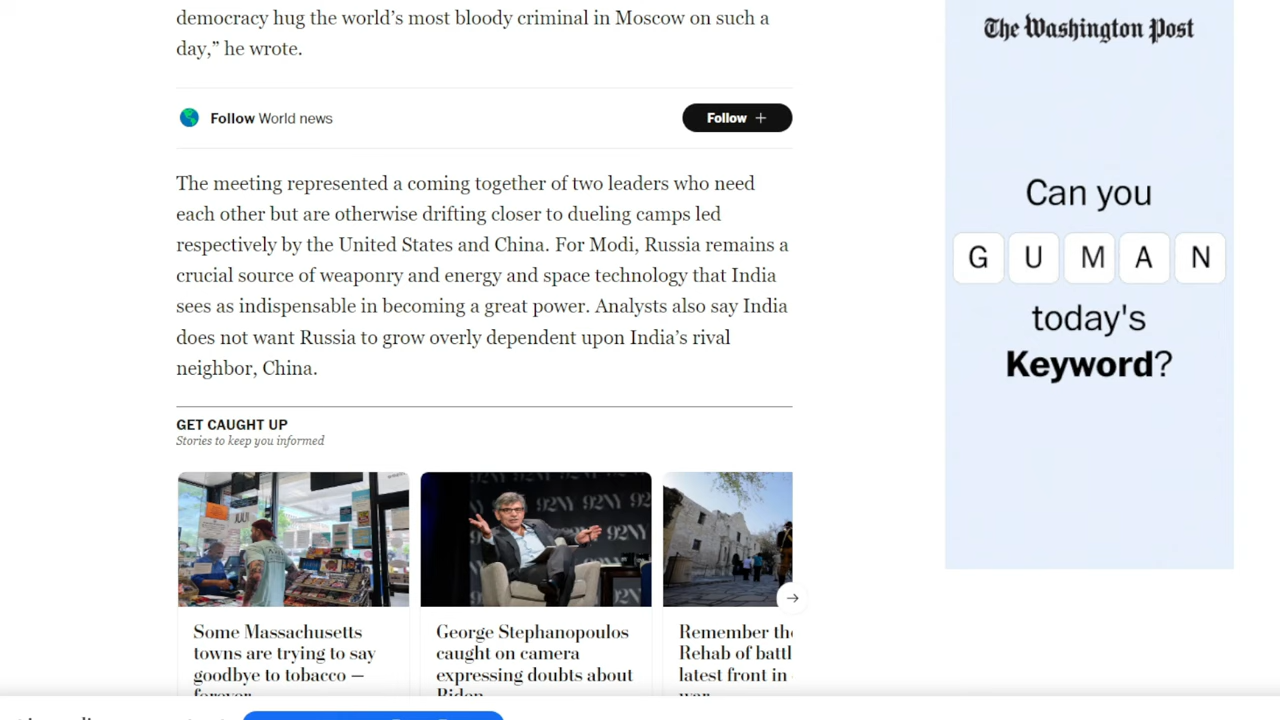 democracy hug the world’s most bloody criminal in Moscow on such a
day,” he wrote.
Follow World news
Follow +
The meeting represented a coming together of two leaders who need
each other but are otherwise drifting closer to dueling camps led
respectively by the United States and China. For Modi, Russia remains a
crucial source of weaponry and energy and space technology that India
sees as indispensable in becoming a great power. Analysts also say India
does not want Russia to grow overly dependent upon India’s rival
neighbor, China.
GET CAUGHT UP
Stories to keep you informed
92NY
92NY
92NY
Some Massachusetts
towns are trying to say
goodbye to tobacco —
forever
George Stephanopoulos
caught on camera
expressing doubts about
Biden
Remember the
Rehab of battl
latest front in
war
The Washington Post
Can you
G U M A N
today's
Keyword?